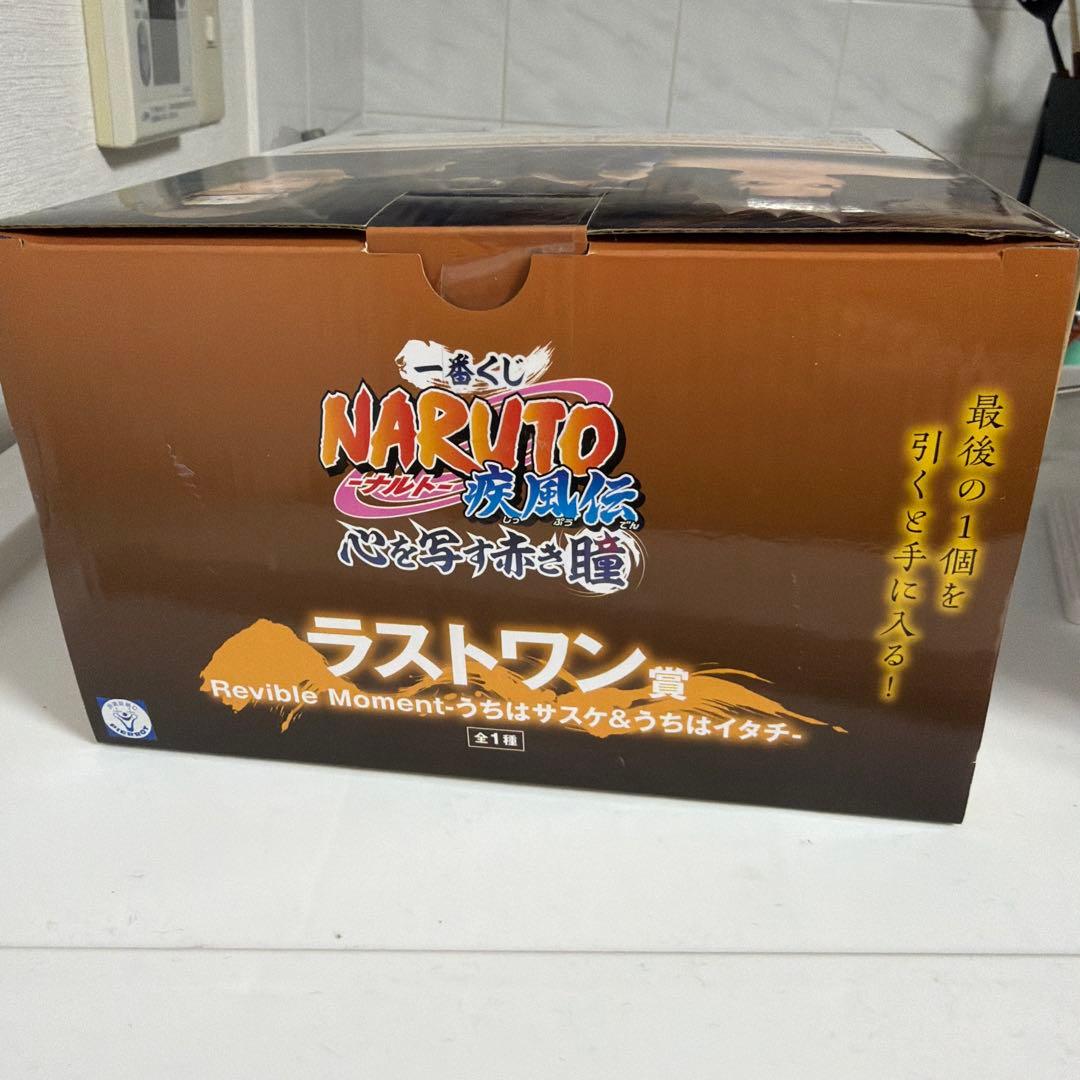 一番くじ
NARUTO
-ナルト-
疾風伝
しっ ぷう でん
心を写す赤き瞳
最後の1個を
引くと手に入る!
ラストワン賞
Revible Moment-うちはサスケ&うちはイタチ-
全1種
PIERROT